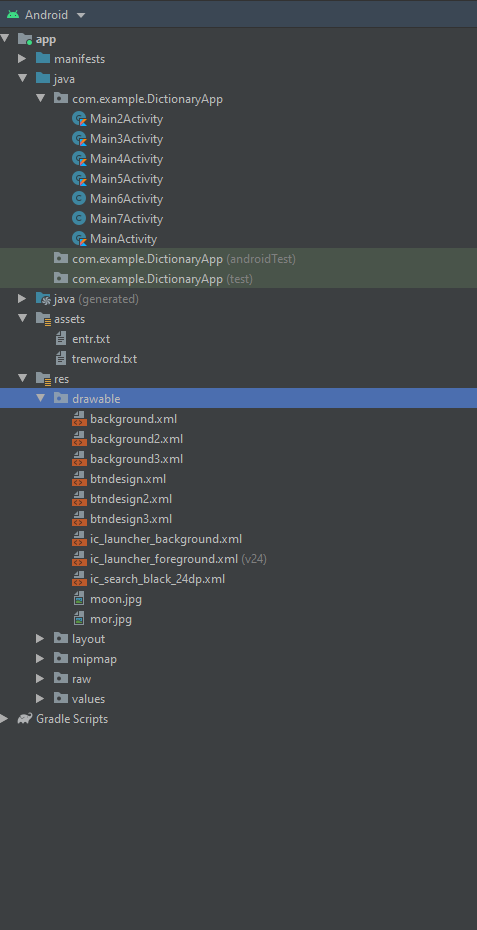 Android
app
manifests
java
com.example.DictionaryApp
Main2Activity
Main3Activity
Main4Activity
Main5Activity
Main6Activity
Main7Activity
MainActivity
com.example.DictionaryApp (androidTest)
com.example.DictionaryApp (test)
java (generated)
assets
entr.txt
trenword.txt
res
drawable
background.xml
background2.xml
background3.xml
btndesign.xml
btndesign2.xml
btndesign3.xml
ic_launcher_background.xml
ic_launcher_foreground.xml (v24)
ic_search_black_24dp.xml
moon.jpg
mor.jpg
layout
mipmap
raw
values
Gradle Scripts